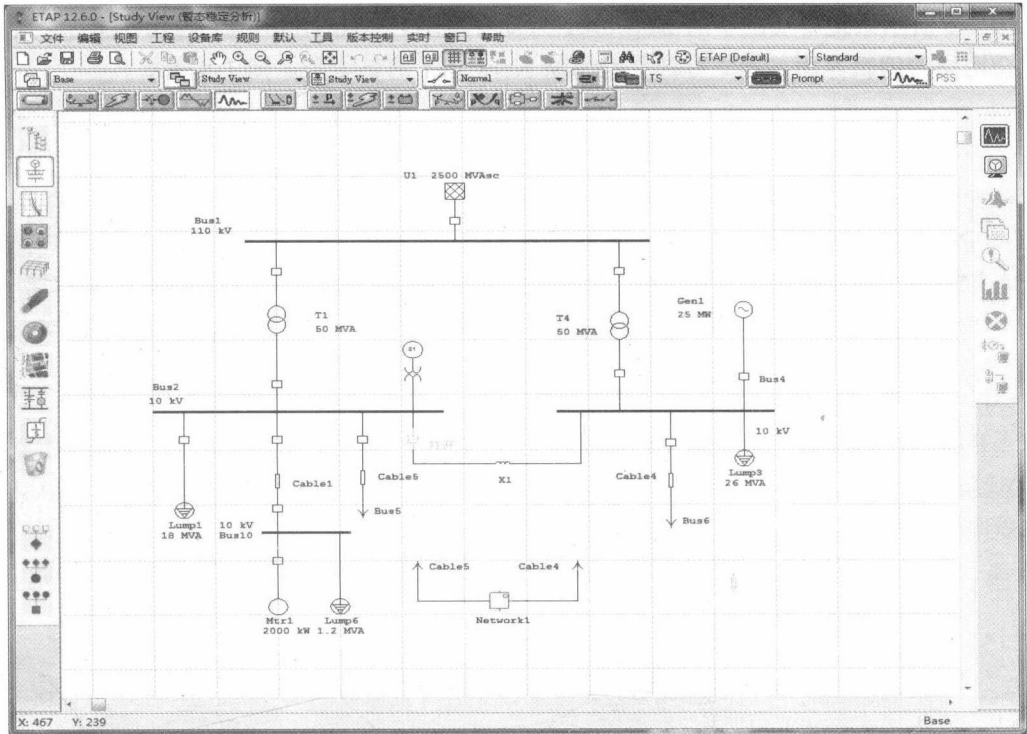 ETAP 12.6.0 - [Study View (暂态稳定分析)]
文件 编辑 视图 工程 设备库 规则 默认 工具 版本控制 实时 窗口 帮助
ETAP (Default) Standard
Base Study View Study View Normal TS Prompt PSS
U1 2500 MVAsc
Bus1
110 kV
Gen1
25 MW
T1
50 MVA
T4
50 MVA
Bus2
10 kV
Bus4
10 kV
Cable1
Cable5
X1
Cable4
Lump3
26 MVA
Bus5
Bus6
Lump1
18 MVA
10 kV
Bus10
Cable5
Cable4
Network1
Mtr1
2000 kW
Lump6
1.2 MVA
X: 467 Y: 239
Base